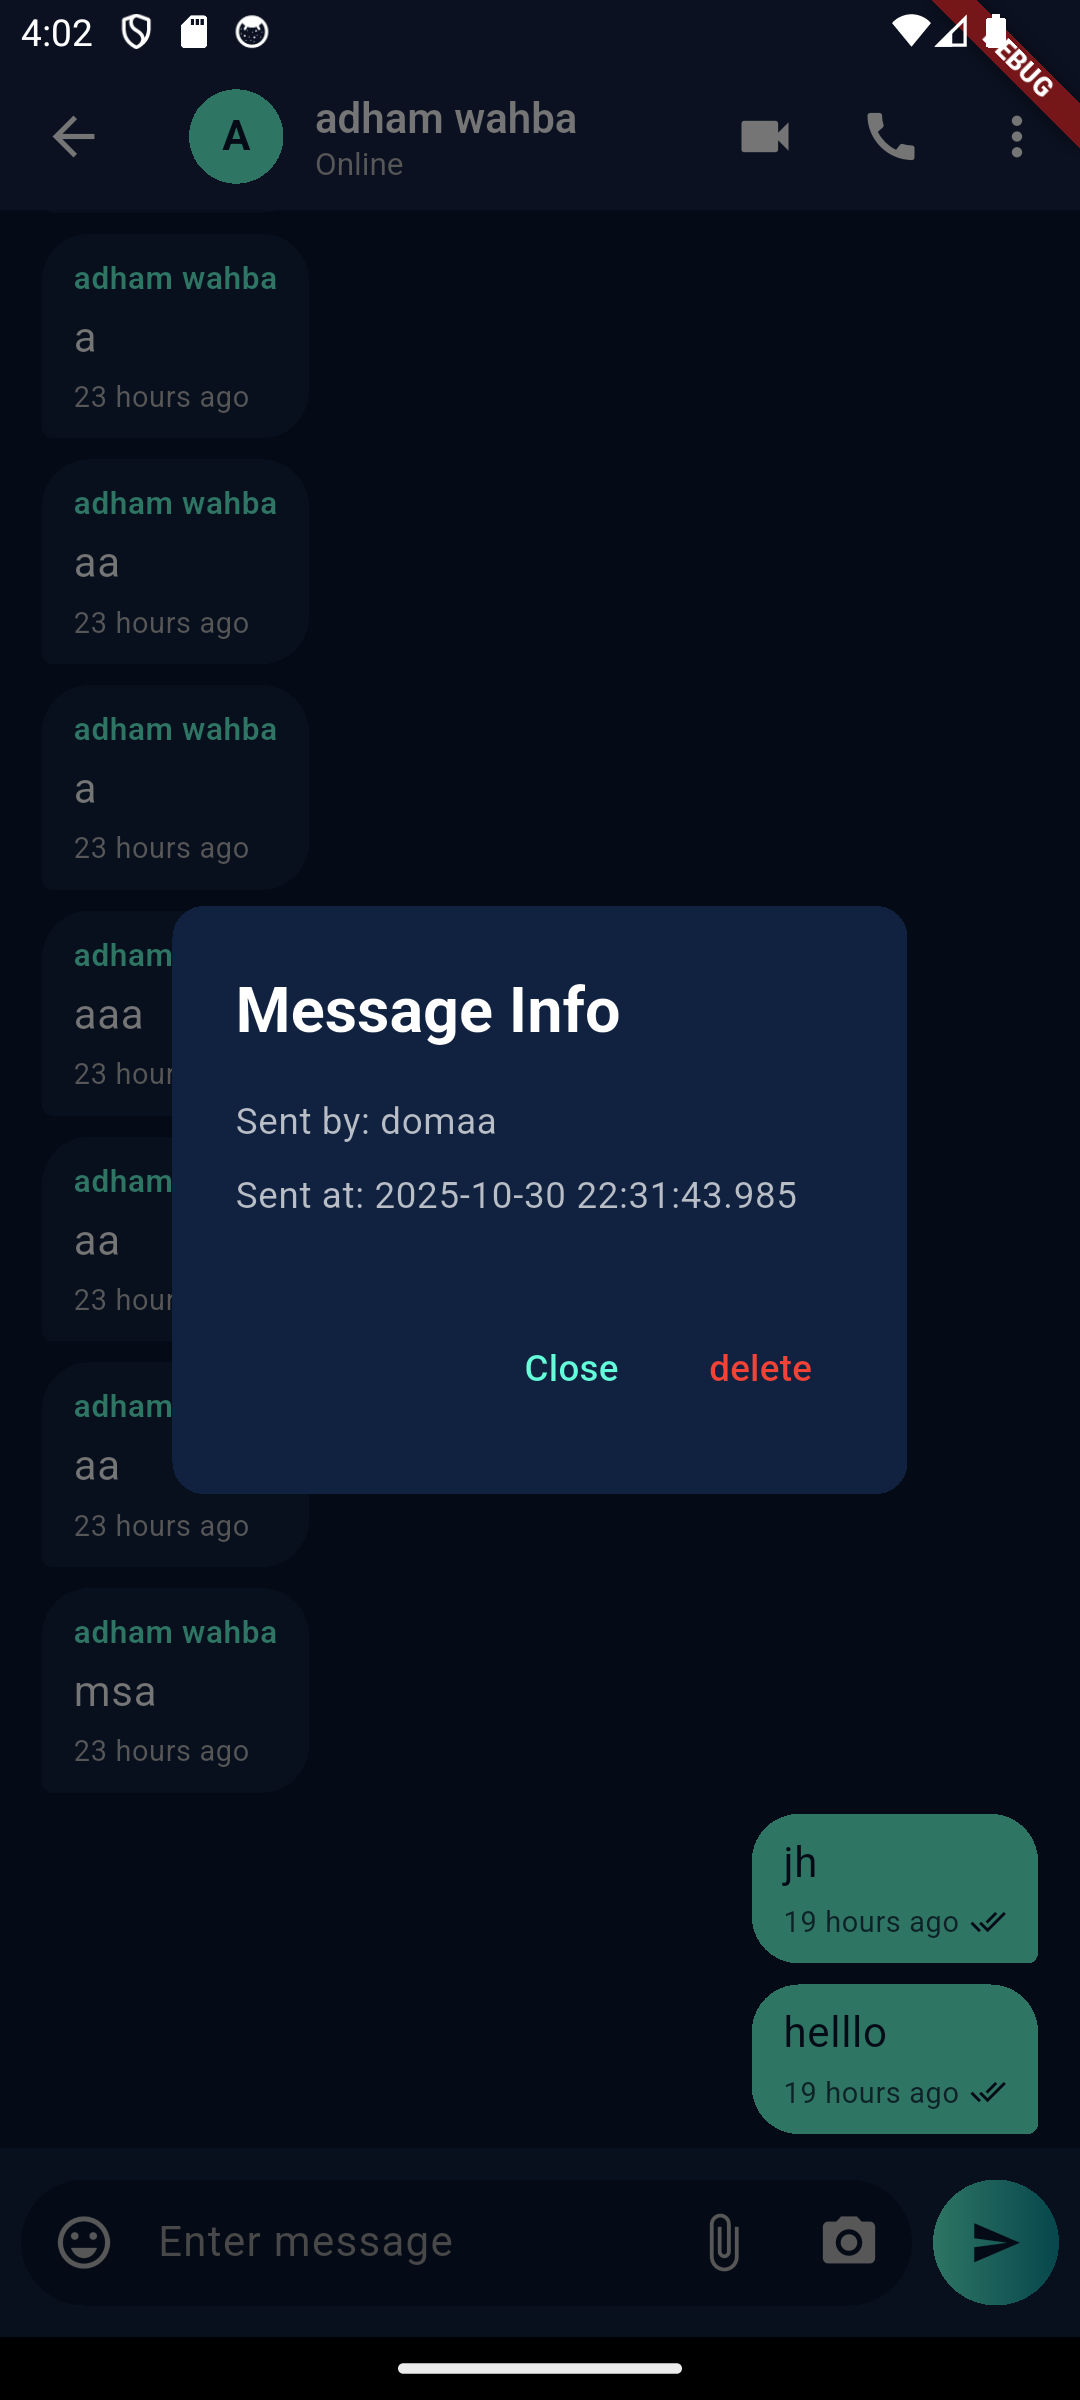 4:02
EBUG
A
adham wahba
Online
adham wahba
a
23 hours ago
adham wahba
aa
23 hours ago
adham wahba
a
23 hours ago
adham
aaa
23 hour
adham
aa
23 hour
adham
aa
23 hours ago
Message Info
Sent by: domaa
Sent at: 2025-10-30 22:31:43.985
Close
delete
adham wahba
msa
23 hours ago
jh
19 hours ago
helllo
19 hours ago
Enter message